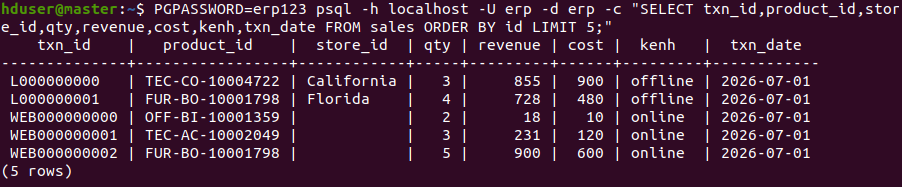 hduser@master:~$ PGPASSWORD=erp123 psql -h localhost -U erp -d erp -c "SELECT txn_id,product_id,stor
e_id,qty,revenue,cost,kenh,txn_date FROM sales ORDER BY id LIMIT 5;"
    txn_id    |   product_id    |  store_id  | qty | revenue | cost |  kenh   |  txn_date
--------------+-----------------+------------+-----+---------+------+---------+------------
 L000000000   | TEC-CO-10004722 | California |   3 |     855 |  900 | offline | 2026-07-01
 L000000001   | FUR-BO-10001798 | Florida    |   4 |     728 |  480 | offline | 2026-07-01
 WEB000000000 | OFF-BI-10001359 |            |   2 |      18 |   10 | online  | 2026-07-01
 WEB000000001 | TEC-AC-10002049 |            |   3 |     231 |  120 | online  | 2026-07-01
 WEB000000002 | FUR-BO-10001798 |            |   5 |     900 |  600 | online  | 2026-07-01
(5 rows)